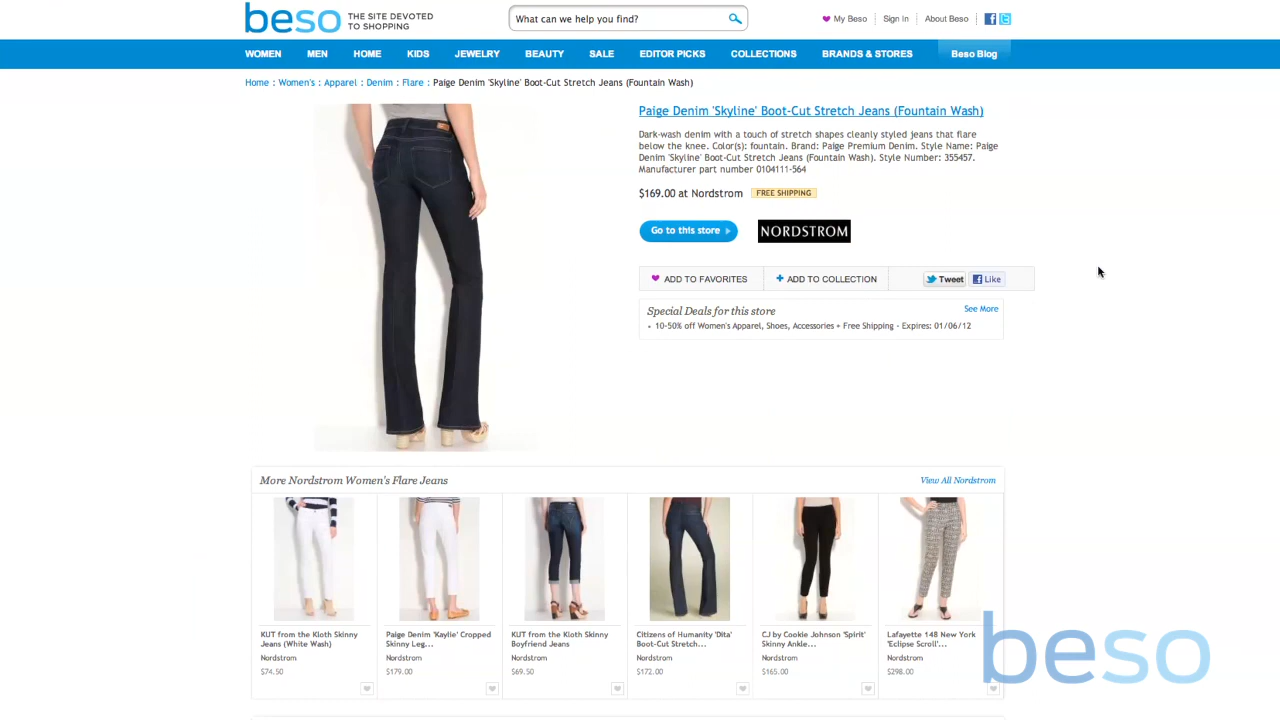 beso THE SITE DEVOTED
TO SHOPPING
What can we help you find?
My Beso Sign In About Beso
WOMEN MEN HOME KIDS JEWELRY BEAUTY SALE EDITOR PICKS COLLECTIONS BRANDS & STORES Beso Blog
Home : Women's : Apparel : Denim : Flare : Paige Denim 'Skyline' Boot-Cut Stretch Jeans (Fountain Wash)
Paige Denim 'Skyline' Boot-Cut Stretch Jeans (Fountain Wash)
Dark-wash denim with a touch of stretch shapes cleanly styled jeans that flare
below the knee. Color(s): fountain. Brand: Paige Premium Denim. Style Name: Paige
Denim 'Skyline' Boot-Cut Stretch Jeans (Fountain Wash). Style Number: 355457.
Manufacturer part number 0104111-564
$169.00 at Nordstrom FREE SHIPPING
Go to this store NORDSTROM
ADD TO FAVORITES ADD TO COLLECTION Tweet Like
Special Deals for this store See More
• 10-50% off Women's Apparel, Shoes, Accessories + Free Shipping - Expires: 01/06/12
More Nordstrom Women's Flare Jeans View All Nordstrom
KUT from the Kloth Skinny
Jeans (White Wash)
Nordstrom
$74.50
Paige Denim 'Kaylie' Cropped
Skinny Leg...
Nordstrom
$179.00
KUT from the Kloth Skinny
Boyfriend Jeans
Nordstrom
$69.50
Citizens of Humanity 'Dita'
Boot-Cut Stretch...
Nordstrom
$172.00
CJ by Cookie Johnson 'Spirit'
Skinny Ankle...
Nordstrom
$165.00
Lafayette 148 New York
'Eclipse Scroll'...
Nordstrom
$298.00
beso